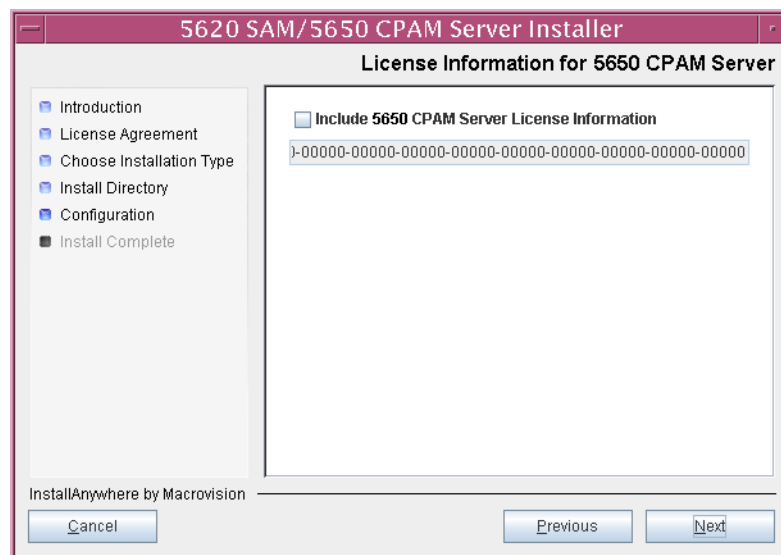 5620 SAM/5650 CPAM Server Installer
License Information for 5650 CPAM Server
Introduction
License Agreement
Choose Installation Type
Install Directory
Configuration
Install Complete
Include 5650 CPAM Server License Information
)-00000-00000-00000-00000-00000-00000-00000-00000-00000
InstallAnywhere by Macrovision
Cancel
Previous
Next